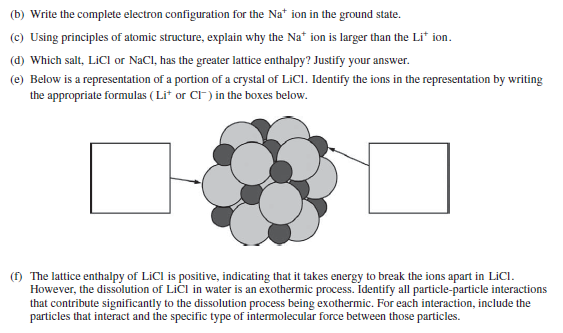 (b) Write the complete electron configuration for the Na⁺ ion in the ground state.
(c) Using principles of atomic structure, explain why the Na⁺ ion is larger than the Li⁺ ion.
(d) Which salt, LiCl or NaCl, has the greater lattice enthalpy? Justify your answer.
(e) Below is a representation of a portion of a crystal of LiCl. Identify the ions in the representation by writing
the appropriate formulas ( Li⁺ or Cl⁻ ) in the boxes below.
(f) The lattice enthalpy of LiCl is positive, indicating that it takes energy to break the ions apart in LiCl.
However, the dissolution of LiCl in water is an exothermic process. Identify all particle-particle interactions
that contribute significantly to the dissolution process being exothermic. For each interaction, include the
particles that interact and the specific type of intermolecular force between those particles.